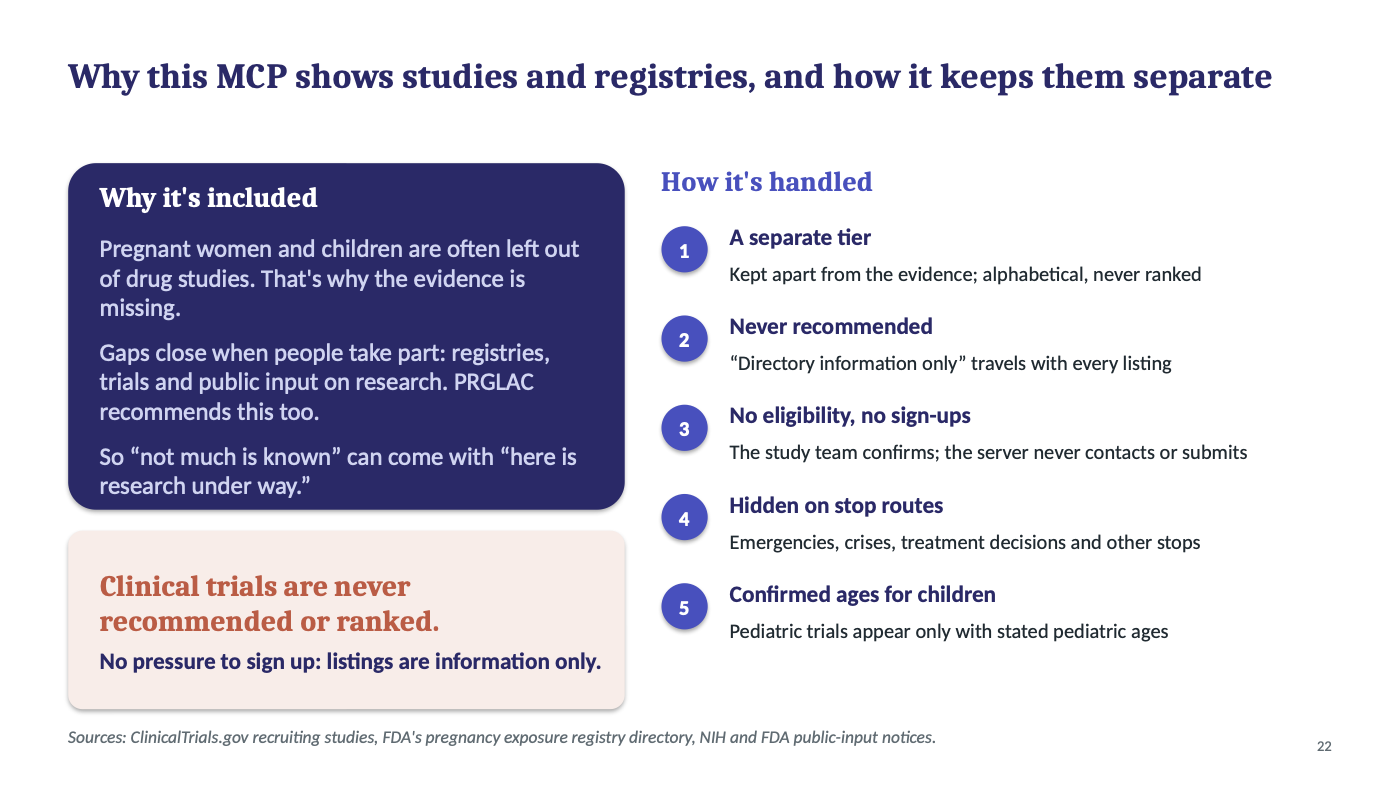 Why this MCP shows studies and registries, and how it keeps them separate
Why it's included
Pregnant women and children are often left out
of drug studies. That's why the evidence is
missing.
Gaps close when people take part: registries,
trials and public input on research. PRGLAC
recommends this too.
So “not much is known” can come with “here is
research under way.”
Clinical trials are never
recommended or ranked.
No pressure to sign up: listings are information only.
How it's handled
1
A separate tier
Kept apart from the evidence; alphabetical, never ranked
2
Never recommended
“Directory information only” travels with every listing
3
No eligibility, no sign-ups
The study team confirms; the server never contacts or submits
4
Hidden on stop routes
Emergencies, crises, treatment decisions and other stops
5
Confirmed ages for children
Pediatric trials appear only with stated pediatric ages
Sources: ClinicalTrials.gov recruiting studies, FDA's pregnancy exposure registry directory, NIH and FDA public-input notices.
22